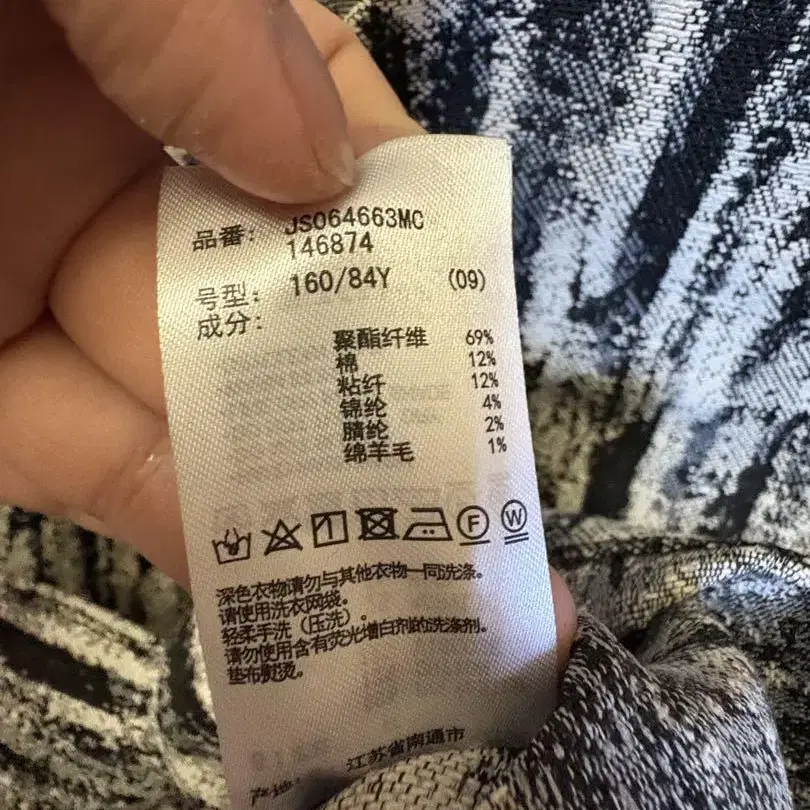 品番: JS064663MC
146874
号型: 160/84Y (09)
成分:
聚酯纤维 69%
棉 12%
粘纤 12%
锦纶 4%
腈纶 2%
绵羊毛 1%
F W
深色衣物请勿与其他衣物一同洗涤。
请使用洗衣网袋。
轻柔手洗（压洗）。
请勿使用含有荧光增白剂的洗涤剂。
垫布熨烫。
产地: 江苏省南通市